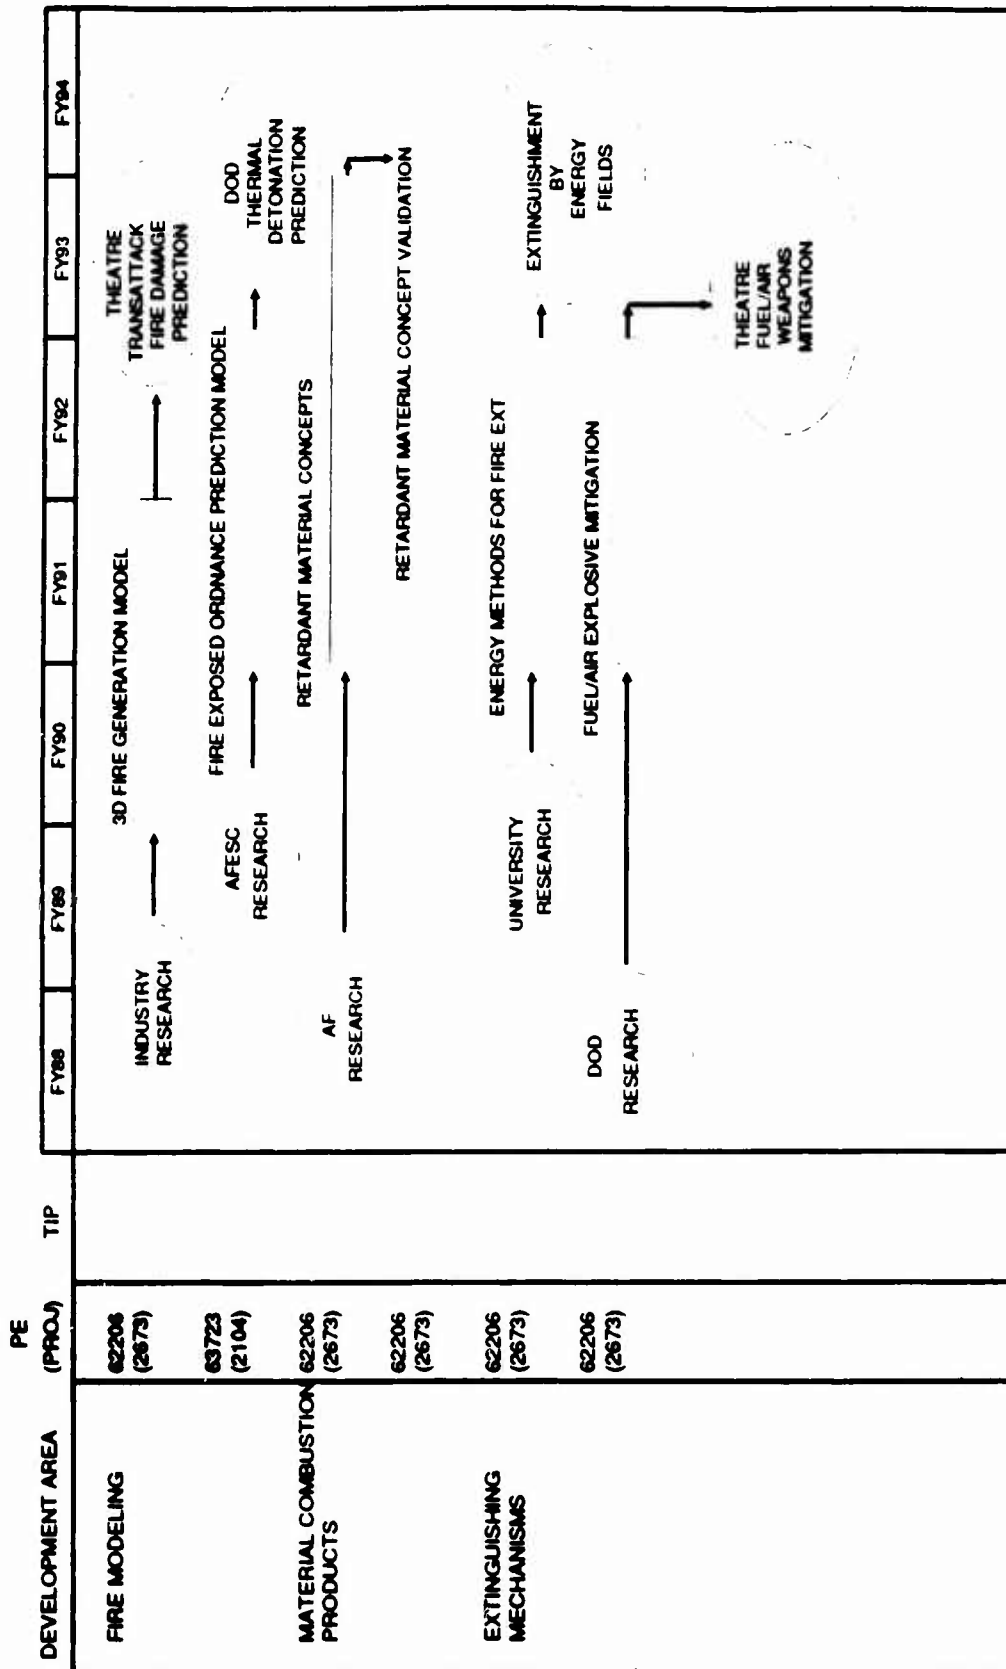 PE
DEVELOPMENT AREA (PROJ) TIP FY88 FY89 FY90 FY91 FY92 FY93 FY94
FIRE MODELING
62206
(2673)
INDUSTRY
RESEARCH
3D FIRE GENERATION MODEL
THEATRE
TRANSATTACK
FIRE DAMAGE
PREDICTION
63723
(2104)
AFESC
RESEARCH
FIRE EXPOSED ORDNANCE PREDICTION MODEL
DOD
THERMAL
DETONATION
PREDICTION
MATERIAL COMBUSTION
PRODUCTS
62206
(2673)
AF
RESEARCH
RETARDANT MATERIAL CONCEPTS
62206
(2673)
RETARDANT MATERIAL CONCEPT VALIDATION
EXTINGUISHING
MECHANISMS
62206
(2673)
UNIVERSITY
RESEARCH
ENERGY METHODS FOR FIRE EXT
EXTINGUISHMENT
BY
ENERGY
FIELDS
62206
(2673)
DOD
RESEARCH
FUEL/AIR EXPLOSIVE MITIGATION
THEATRE
FUEL/AIR
WEAPONS
MITIGATION